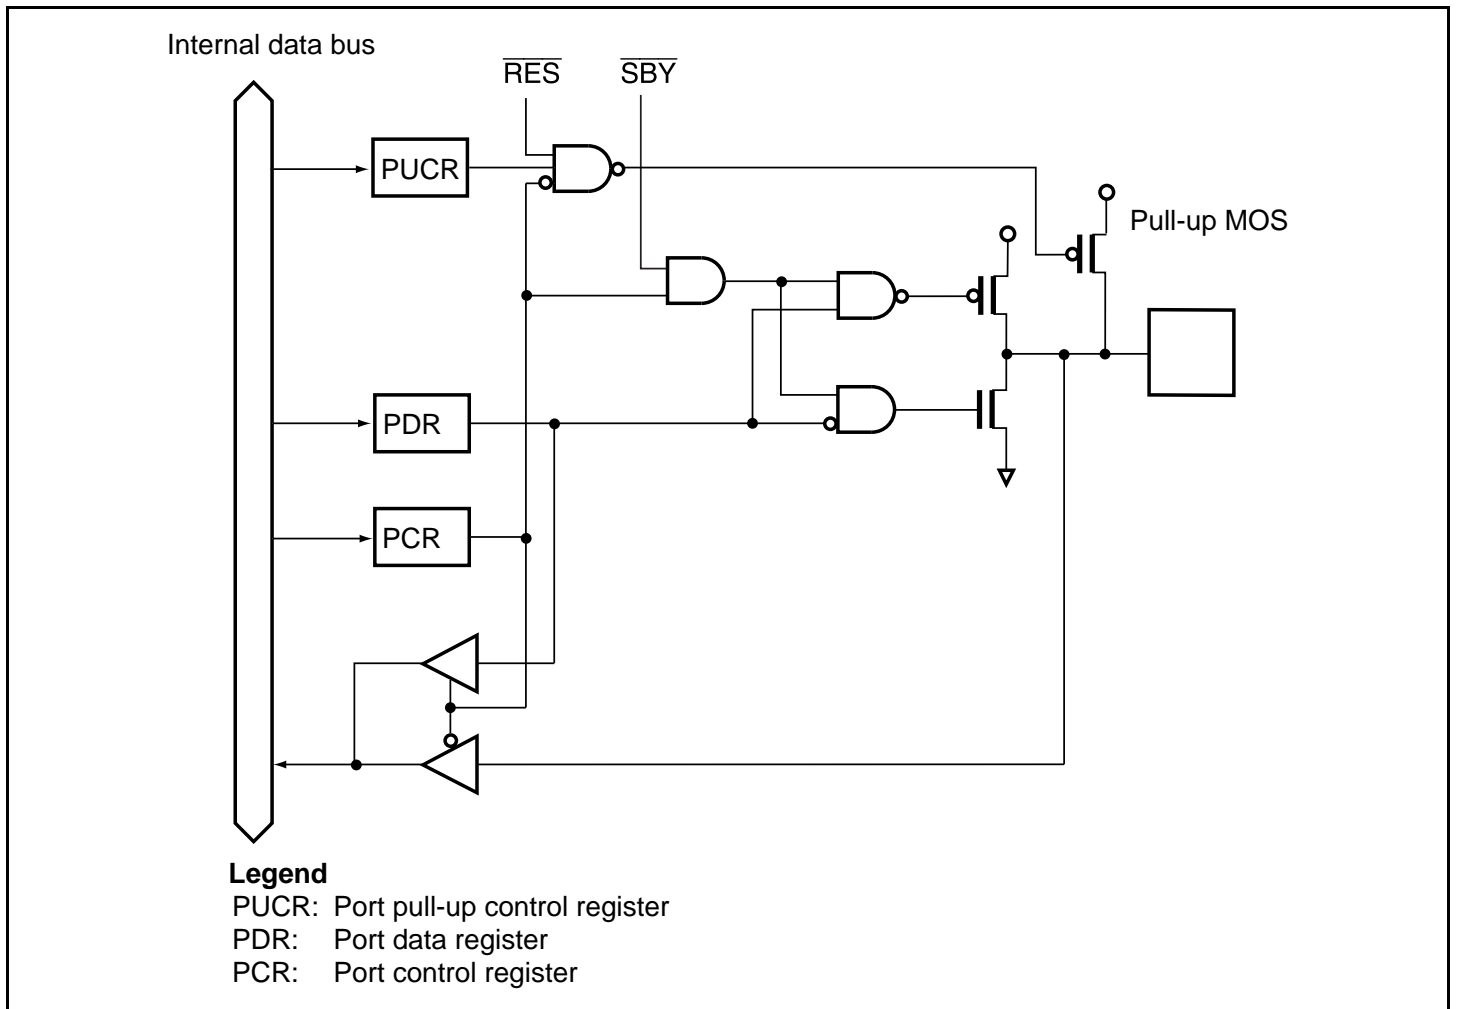 Internal data bus
RES
SBY
PUCR
Pull-up MOS
PDR
PCR
Legend
PUCR: Port pull-up control register
PDR: Port data register
PCR: Port control register